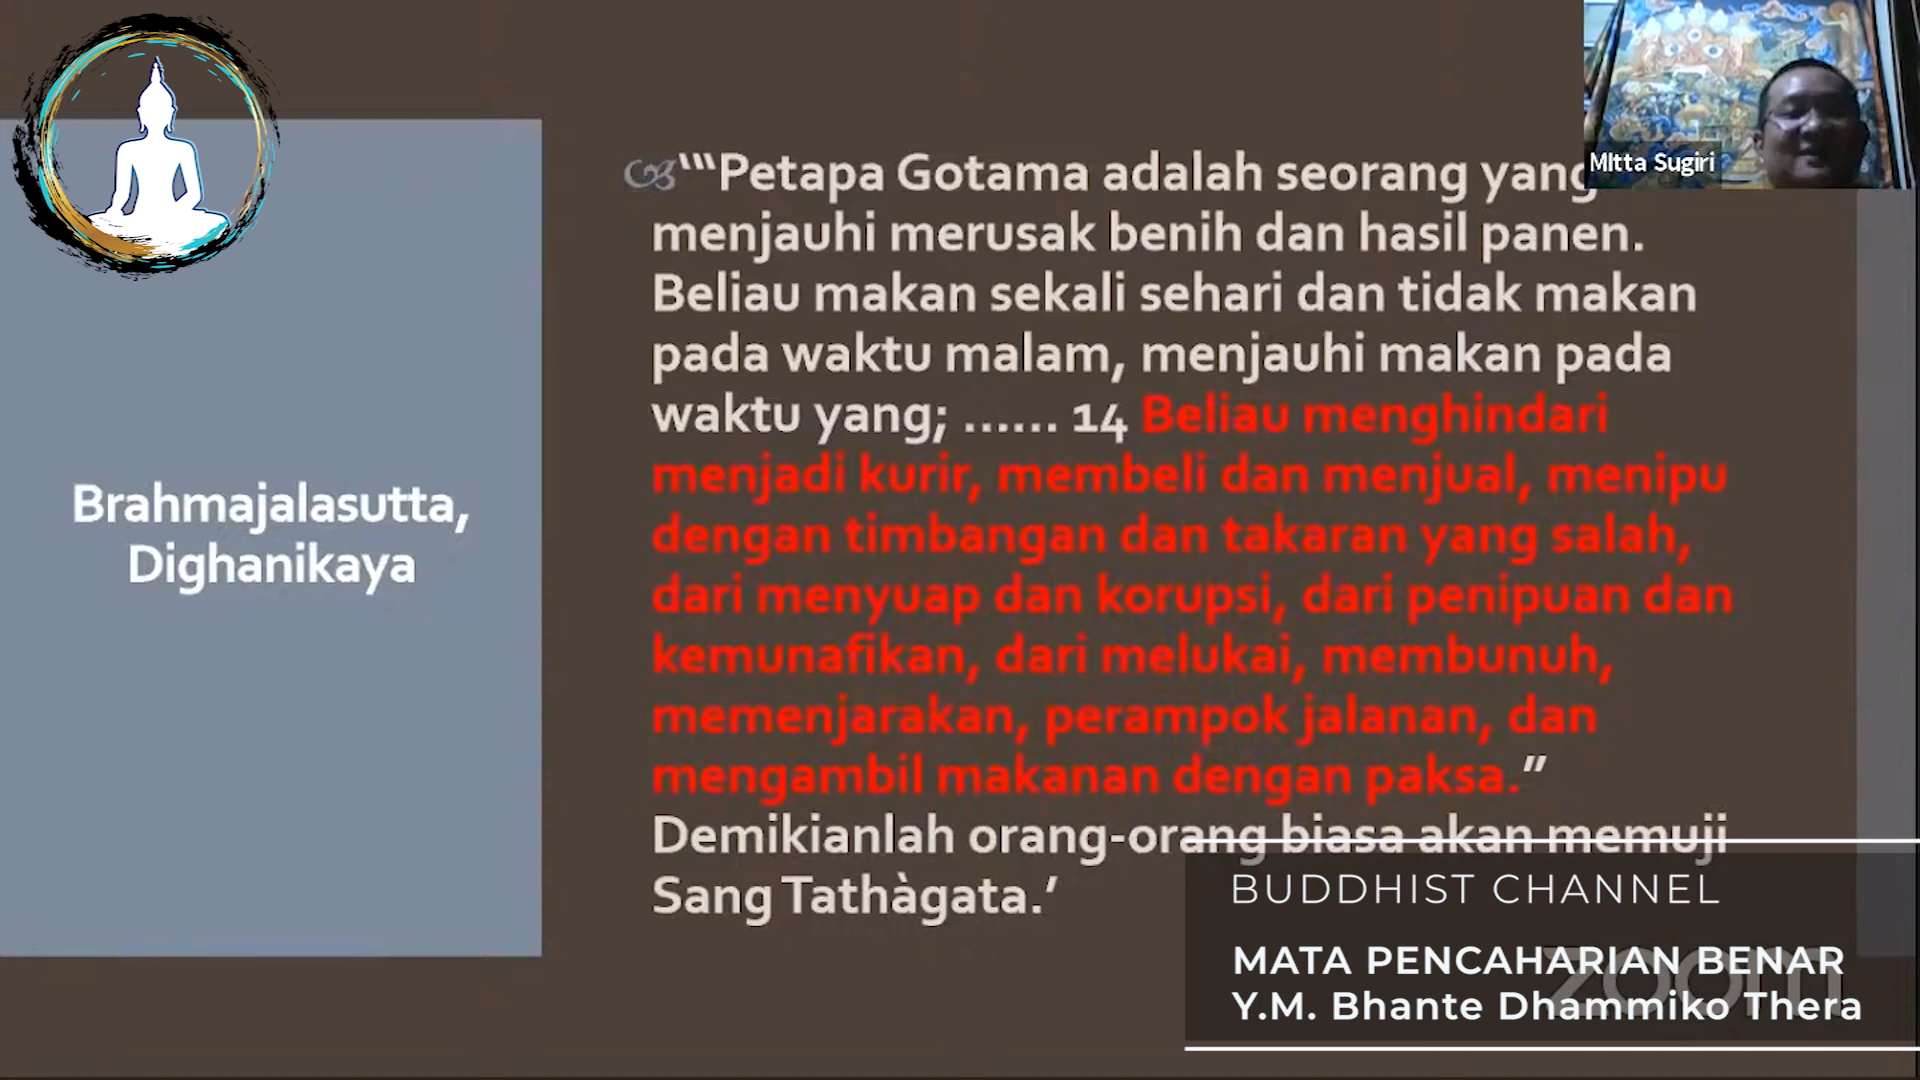 “‘“Petapa Gotama adalah seorang yang
menjauhi merusak benih dan hasil panen.
Beliau makan sekali sehari dan tidak makan
pada waktu malam, menjauhi makan pada
waktu yang; ...... 14 Beliau menghindari
menjadi kurir, membeli dan menjual, menipu
dengan timbangan dan takaran yang salah,
dari menyuap dan korupsi, dari penipuan dan
kemunafikan, dari melukai, membunuh,
memenjarakan, perampok jalanan, dan
mengambil makanan dengan paksa.”
Demikianlah orang-orang biasa akan memuji
Sang Tathàgata.’
Brahmajalasutta,
Dighanikaya
MItta Sugiri
BUDDHIST CHANNEL
MATA PENCAHARIAN BENAR
Y.M. Bhante Dhammiko Thera
zoom